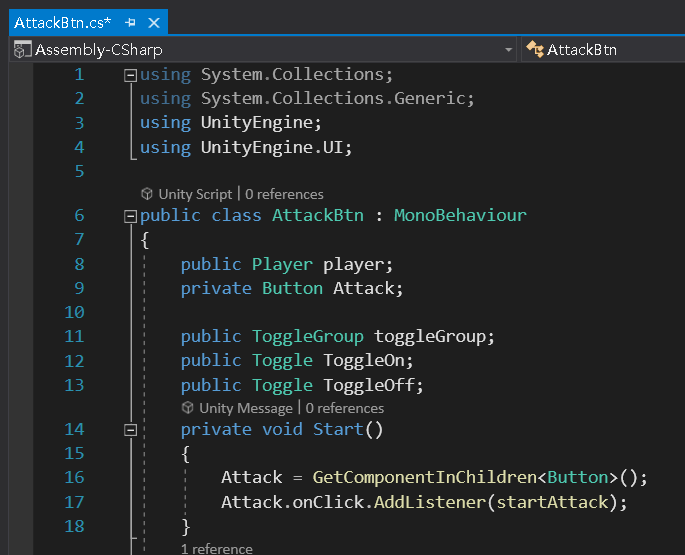 AttackBtn.cs*
Assembly-CSharp AttackBtn
1 using System.Collections;
2 using System.Collections.Generic;
3 using UnityEngine;
4 using UnityEngine.UI;
5
Unity Script | 0 references
6 public class AttackBtn : MonoBehaviour
7 {
8 public Player player;
9 private Button Attack;
10
11 public ToggleGroup toggleGroup;
12 public Toggle ToggleOn;
13 public Toggle ToggleOff;
Unity Message | 0 references
14 private void Start()
15 {
16 Attack = GetComponentInChildren<Button>();
17 Attack.onClick.AddListener(startAttack);
18 }
1 reference